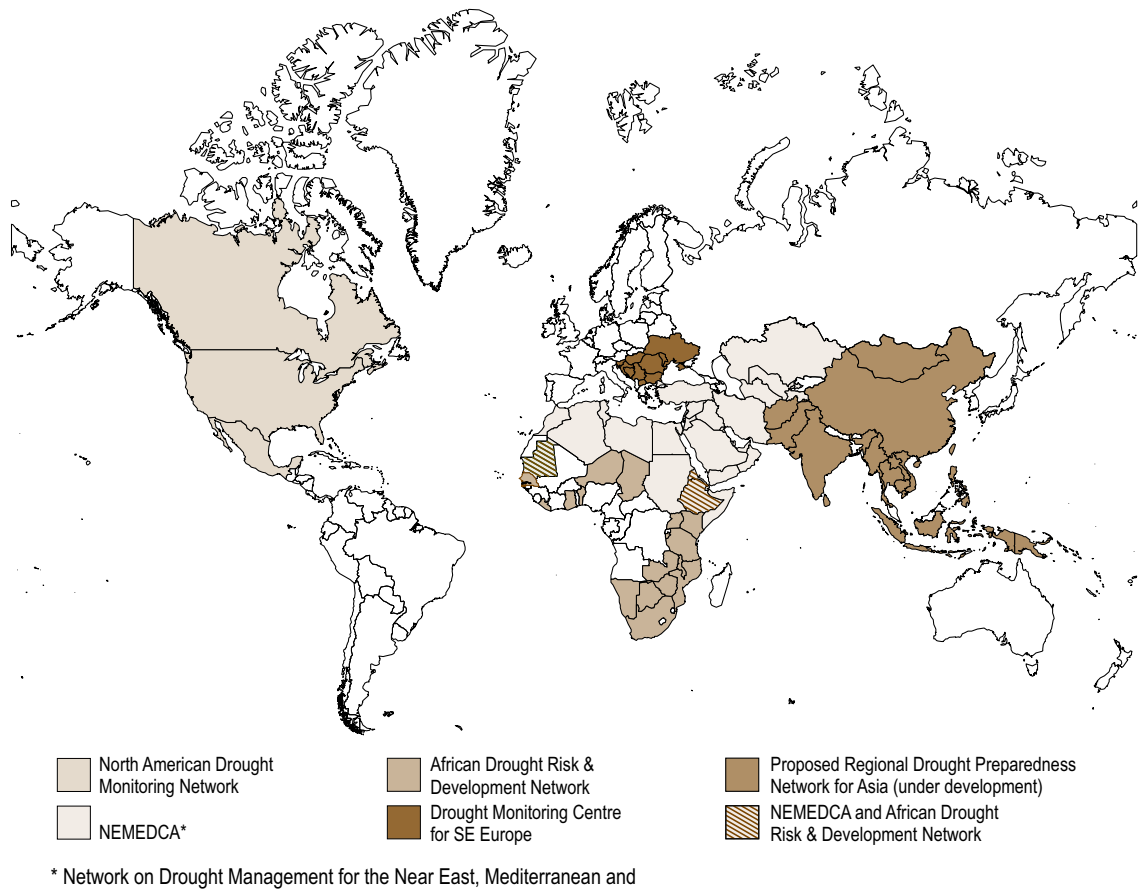 North American Drought
Monitoring Network
NEMEDCA*
African Drought Risk &
Development Network
Drought Monitoring Centre
for SE Europe
Proposed Regional Drought Preparedness
Network for Asia (under development)
NEMEDCA and African Drought
Risk & Development Network
* Network on Drought Management for the Near East, Mediterranean and